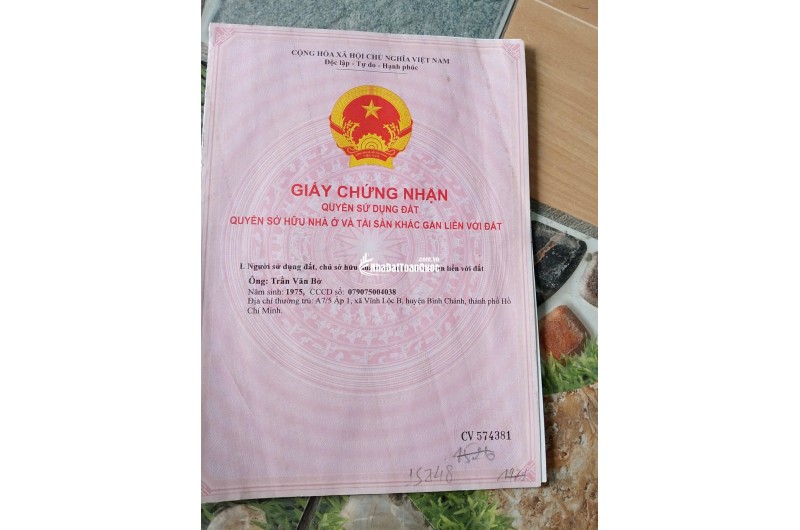 CỘNG HÒA XÃ HỘI CHỦ NGHĨA VIỆT NAM
Độc lập - Tự do - Hạnh phúc
GIẤY CHỨNG NHẬN
QUYỀN SỬ DỤNG ĐẤT
QUYỀN SỞ HỮU NHÀ Ở VÀ TÀI SẢN KHÁC GẮN LIỀN VỚI ĐẤT
NhaDatToanQuoc
I. Người sử dụng đất, chủ sở hữu liền với đất
Ông: Trần Văn Bờ
Năm sinh: 1975, CCCD số: 079075004038
Địa chỉ thường trú: A7/5 Ấp 1, xã Vĩnh Lộc B, huyện Bình Chánh, thành phố Hồ
Chí Minh.
CV 574381
15748